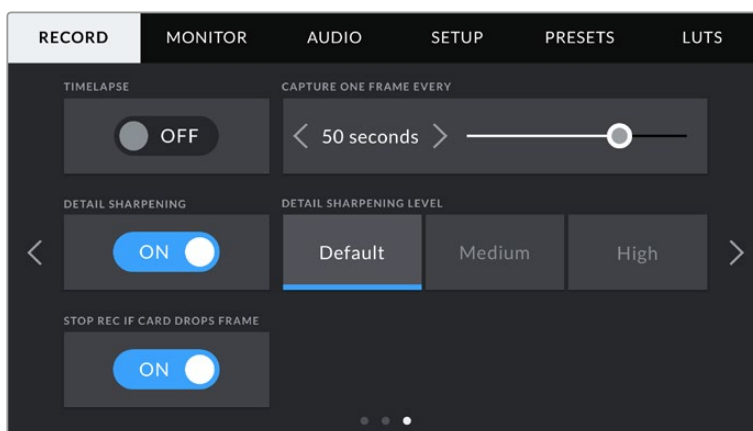 RECORD MONITOR AUDIO SETUP PRESETS LUTS
TIMELAPSE CAPTURE ONE FRAME EVERY
OFF 50 seconds
DETAIL SHARPENING DETAIL SHARPENING LEVEL
ON Default Medium High
STOP REC IF CARD DROPS FRAME
ON